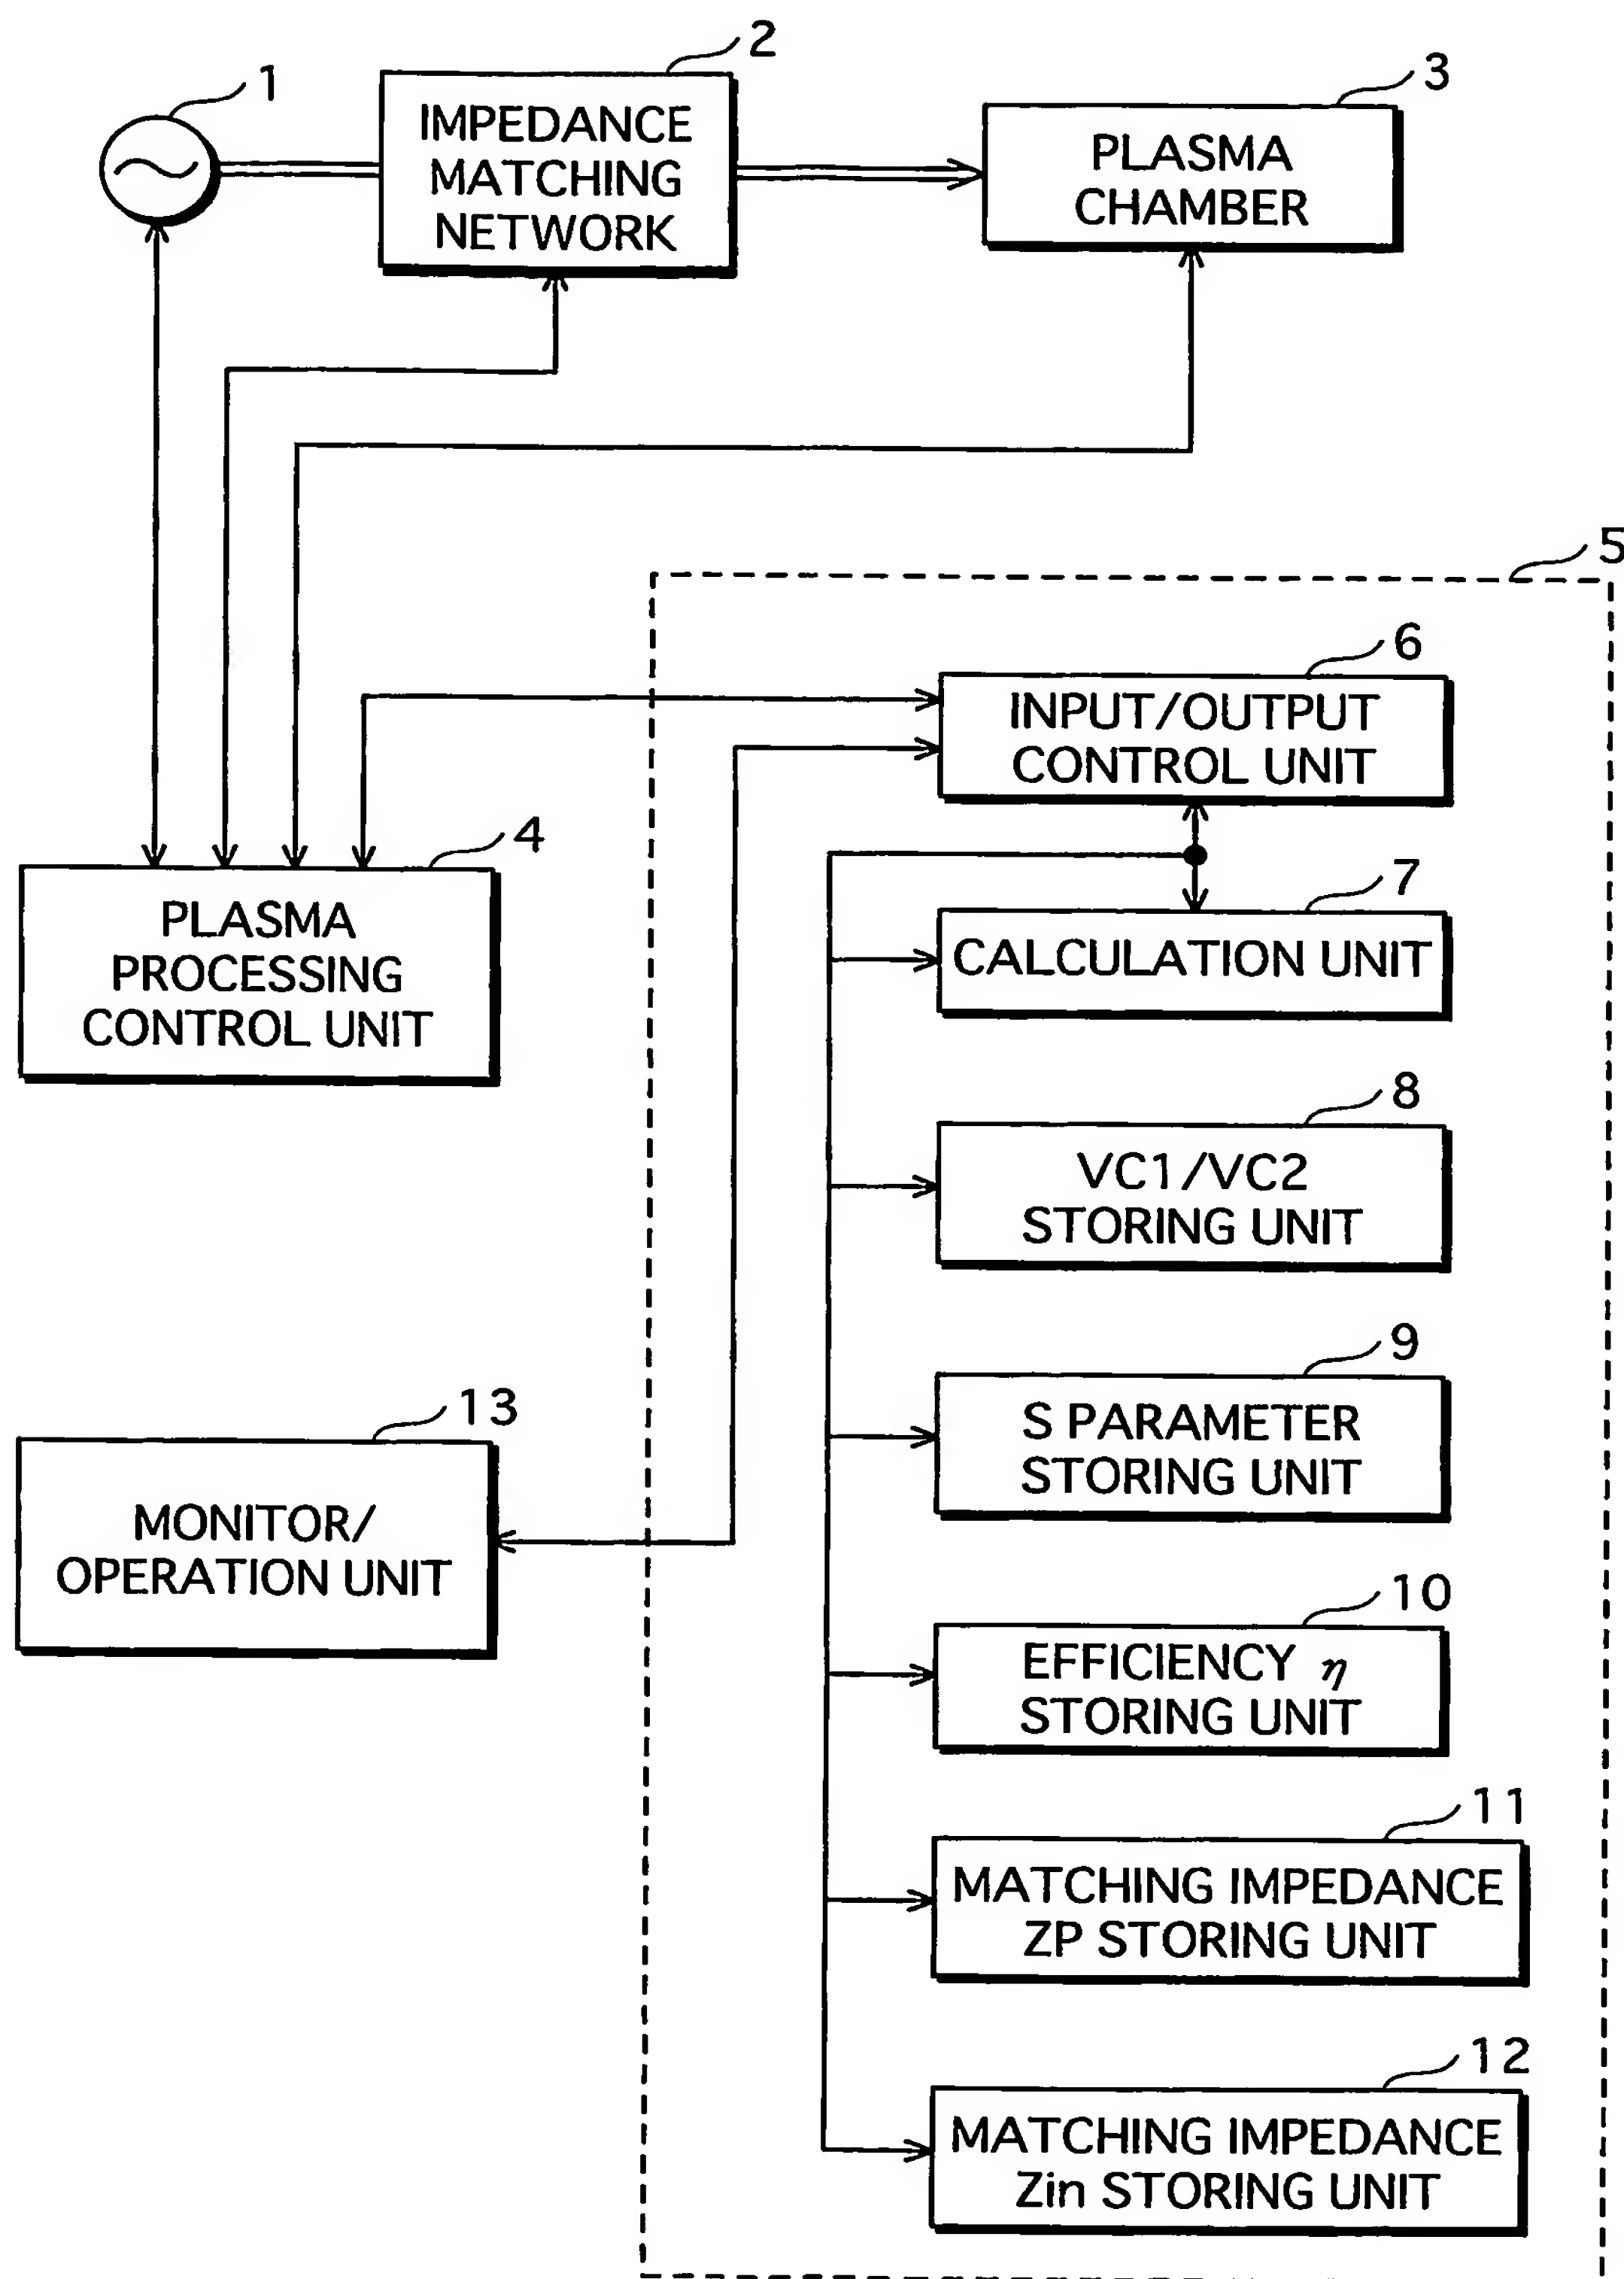 1
2
IMPEDANCE
MATCHING
NETWORK
3
PLASMA
CHAMBER
5
6
INPUT/OUTPUT
CONTROL UNIT
4
PLASMA
PROCESSING
CONTROL UNIT
7
CALCULATION UNIT
8
VC1/VC2
STORING UNIT
9
S PARAMETER
STORING UNIT
13
MONITOR/
OPERATION UNIT
10
EFFICIENCY η
STORING UNIT
11
MATCHING IMPEDANCE
ZP STORING UNIT
12
MATCHING IMPEDANCE
Zin STORING UNIT